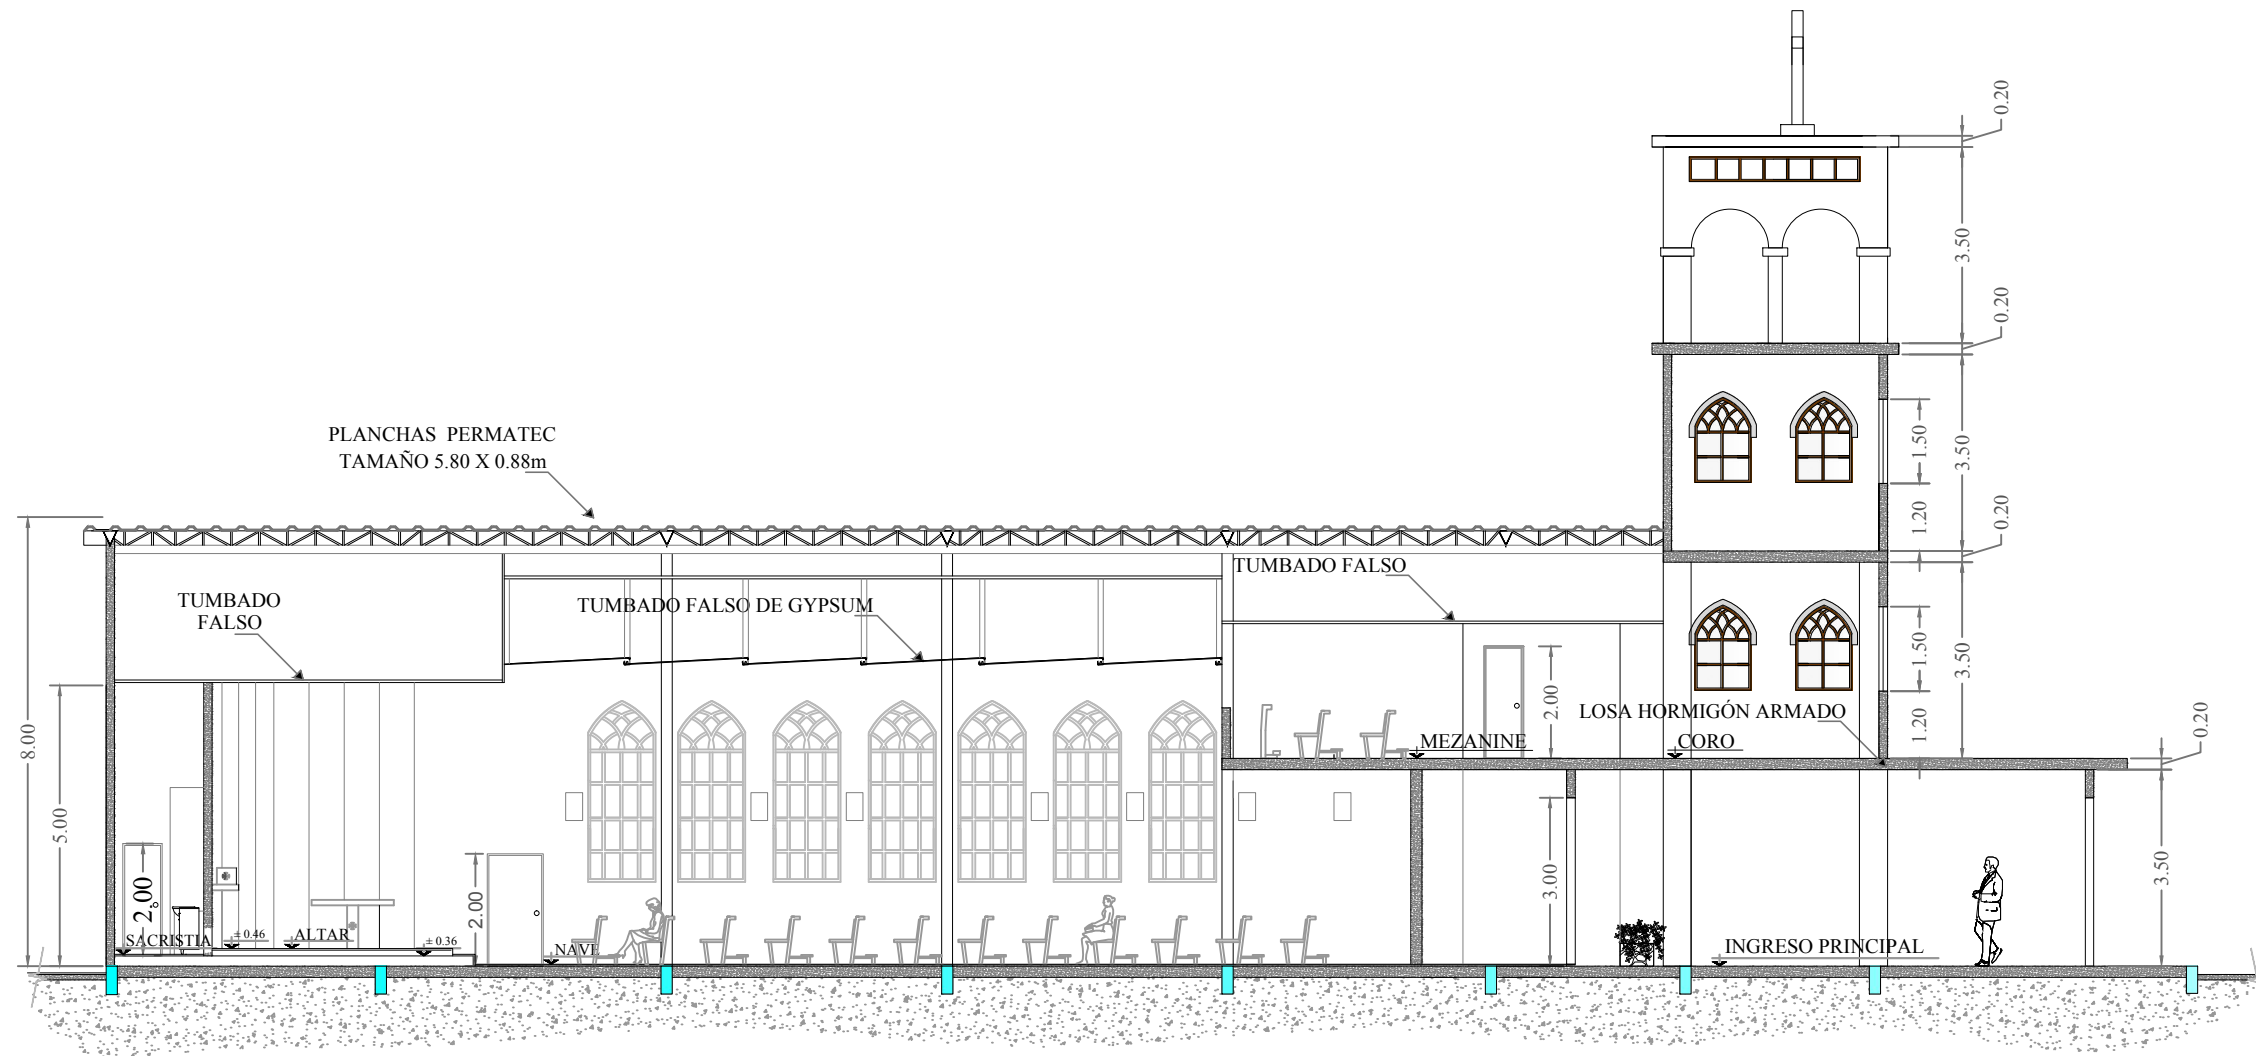 0.20
3.50
0.20
PLANCHAS PERMATEC
TAMAÑO 5.80 X 0.88m
1.50
3.50
1.20
0.20
TUMBADO FALSO
TUMBADO
FALSO
TUMBADO FALSO DE GYPSUM
1.50
3.50
2.00
LOSA HORMIGÓN ARMADO
1.20
0.20
MEZANINE
CORO
8.00
5.00
2.00
2.00
3.00
3.50
SACRISTIA
± 0.46
ALTAR
± 0.36
NAVE
INGRESO PRINCIPAL